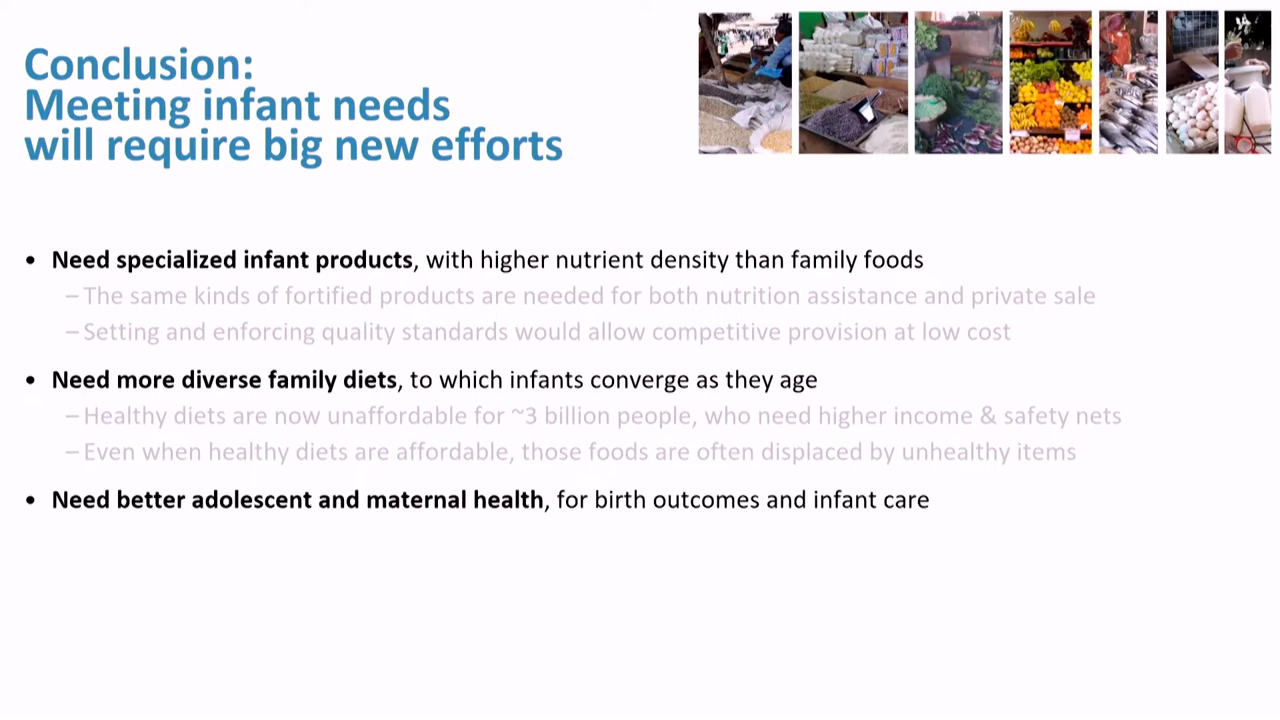 Conclusion:
Meeting infant needs
will require big new efforts
• Need specialized infant products, with higher nutrient density than family foods
– The same kinds of fortified products are needed for both nutrition assistance and private sale
– Setting and enforcing quality standards would allow competitive provision at low cost
• Need more diverse family diets, to which infants converge as they age
– Healthy diets are now unaffordable for ~3 billion people, who need higher income & safety nets
– Even when healthy diets are affordable, those foods are often displaced by unhealthy items
• Need better adolescent and maternal health, for birth outcomes and infant care